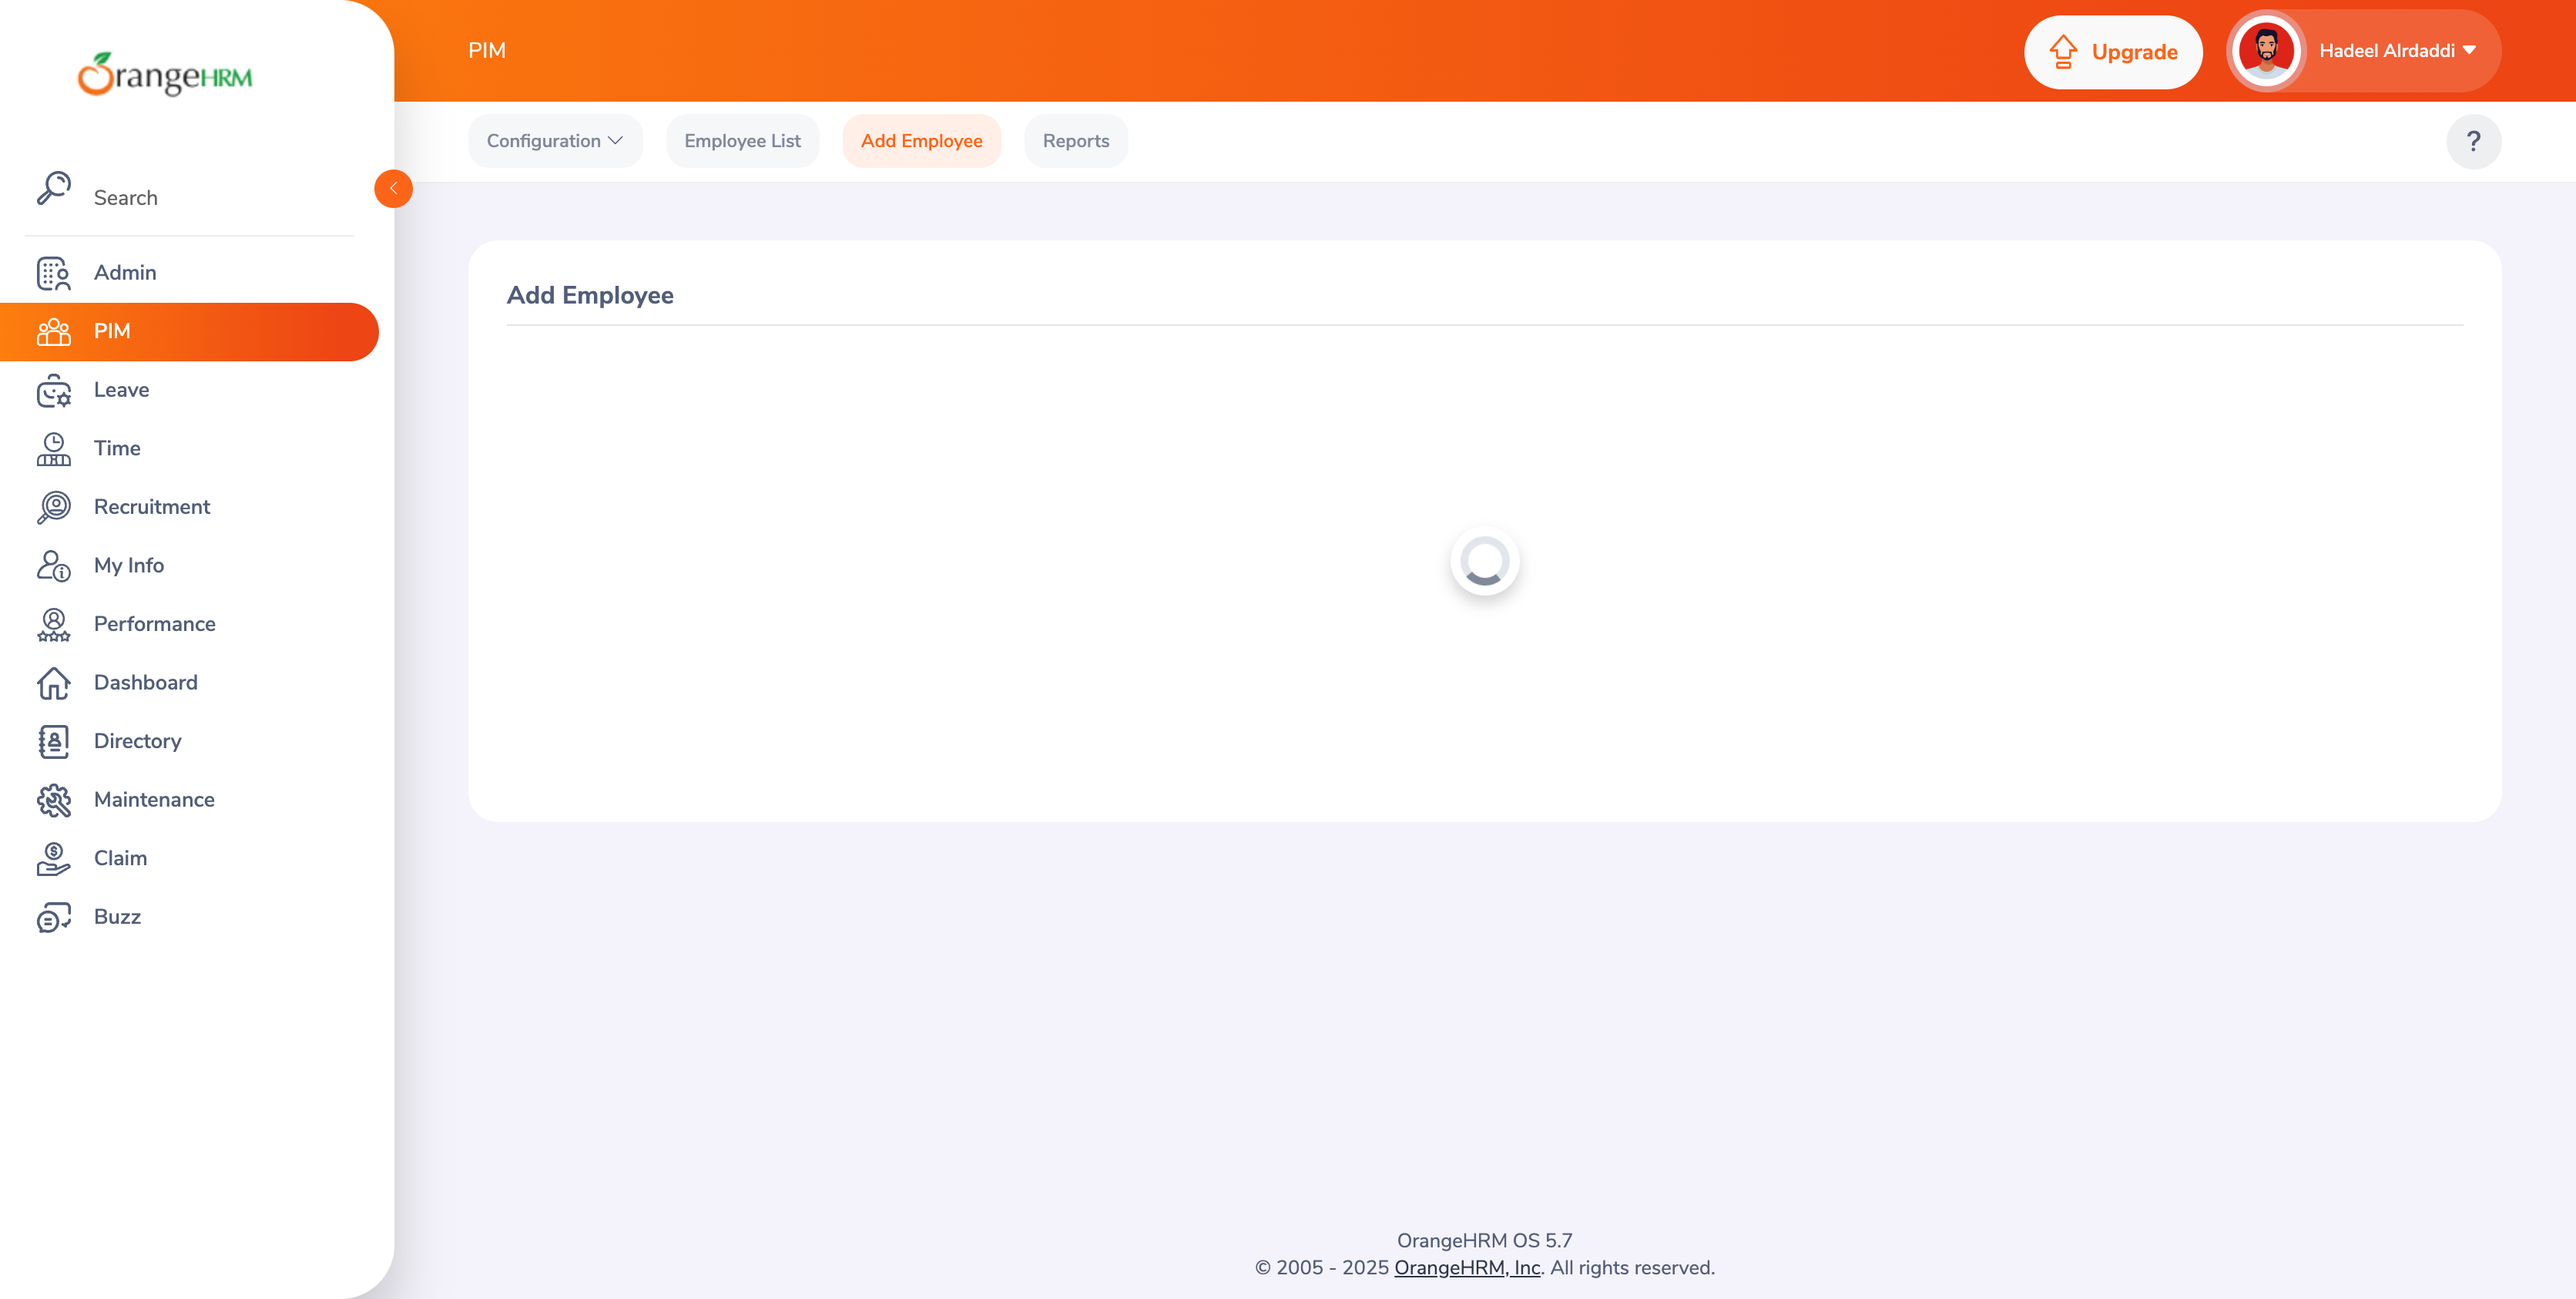 OrangeHRM
PIM
Upgrade
Hadeel Alrdaddi
Configuration
Employee List
Add Employee
Reports
?
Search
Admin
PIM
Leave
Time
Recruitment
My Info
Performance
Dashboard
Directory
Maintenance
Claim
Buzz
Add Employee
OrangeHRM OS 5.7
© 2005 - 2025 OrangeHRM, Inc. All rights reserved.